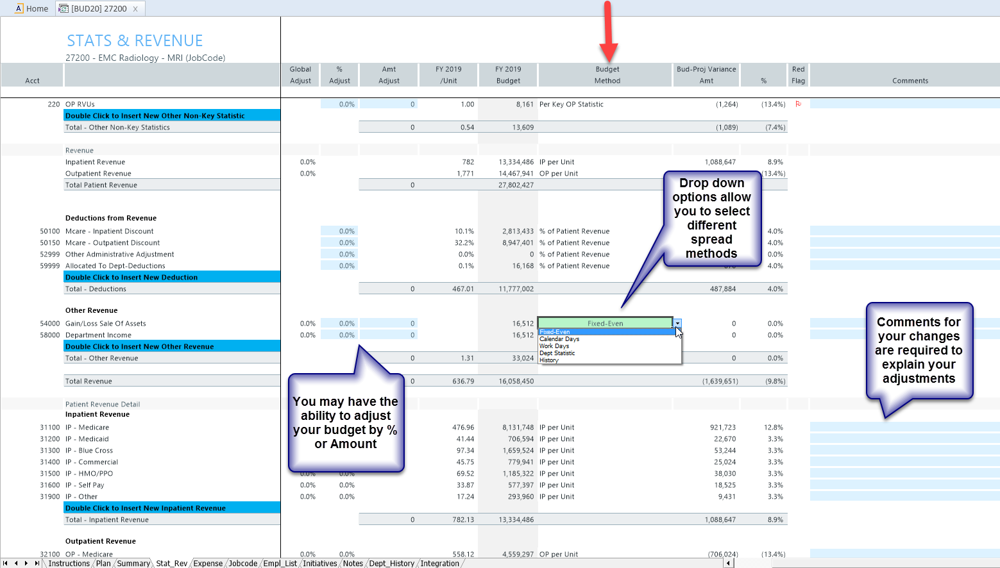 A Home [BUD20] 27200 x
STATS & REVENUE
27200 - EMC Radiology - MRI (JobCode)
Acct Global Adjust % Adjust Amt Adjust FY 2019 /Unit FY 2019 Budget Budget Method Bud-Proj Variance Amt % Red Flag Comments
220 OP RVUs 0.0% 0 1.00 8,161 Per Key OP Statistic (1,264) (13.4%)
Double Click to Insert New Other Non-Key Statistic
Total - Other Non-Key Statistics 0 0.54 13,609 (1,089) (7.4%)
Revenue
Inpatient Revenue 0.0% 782 13,334,486 IP per Unit 1,088,647 8.9%
Outpatient Revenue 0.0% 1,771 14,467,941 OP per Unit (13.4%)
Total Patient Revenue 0 27,802,427
Drop down
options allow
you to select
different
spread
methods
Deductions from Revenue
50100 Mcare - Inpatient Discount 0.0% 10.1% 2,813,433 % of Patient Revenue 4.0%
50150 Mcare - Outpatient Discount 0.0% 32.2% 8,947,401 % of Patient Revenue 4.0%
52999 Other Administrative Adjustment 0.0% 0.0% 0 % of Patient Revenue 0.0%
59999 Allocated To Dept-Deductions 0.0% 0.1% 16,168 % of Patient Revenue 4.0%
Double Click to Insert New Deduction
Total - Deductions 0 467.01 11,777,002 487,884 4.0%
Other Revenue
54000 Gain/Loss Sale Of Assets 0.0% 0.0% 0 16,512 Fixed-Even 0 0.0%
58000 Department Income 0.0% 0.0% 0 16,512 0 0.0%
Fixed-Even
Calendar Days
Work Days
Dept Statistic
History
Double Click to Insert New Other Revenue
Total - Other Revenue 0 1.31 33,024 0 0.0%
Total Revenue 0 636.79 16,058,450 (1,639,651) (9.8%)
Comments for
your changes
are required to
explain your
adjustments
You may have the
ability to adjust
your budget by %
or Amount
Patient Revenue Detail
Inpatient Revenue
31100 IP - Medicare 476.96 8,131,748 IP per Unit 921,723 12.8%
31200 IP - Medicaid 41.44 706,594 IP per Unit 22,670 3.3%
31300 IP - Blue Cross 97.34 1,659,524 IP per Unit 53,244 3.3%
31400 IP - Commercial 45.75 779,941 IP per Unit 25,024 3.3%
31500 IP - HMO/PPO 0.0% 0.0% 69.52 1,185,322 IP per Unit 38,030 3.3%
31600 IP - Self Pay 0.0% 0.0% 33.87 577,397 IP per Unit 18,525 3.3%
31900 IP - Other 0.0% 0.0% 17.24 293,960 IP per Unit 9,431 3.3%
Double Click to Insert New Inpatient Revenue
Total - Inpatient Revenue 0 782.13 13,334,486 1,088,647 8.9%
Outpatient Revenue
32100 OP - Medicare 0.0% 0.0% 558.12 4,559,297 OP per Unit (706,024) (13.4%)
Instructions Plan Summary Stat_Rev Expense Jobcode Empl_List Initiatives Notes Dept_History Integration